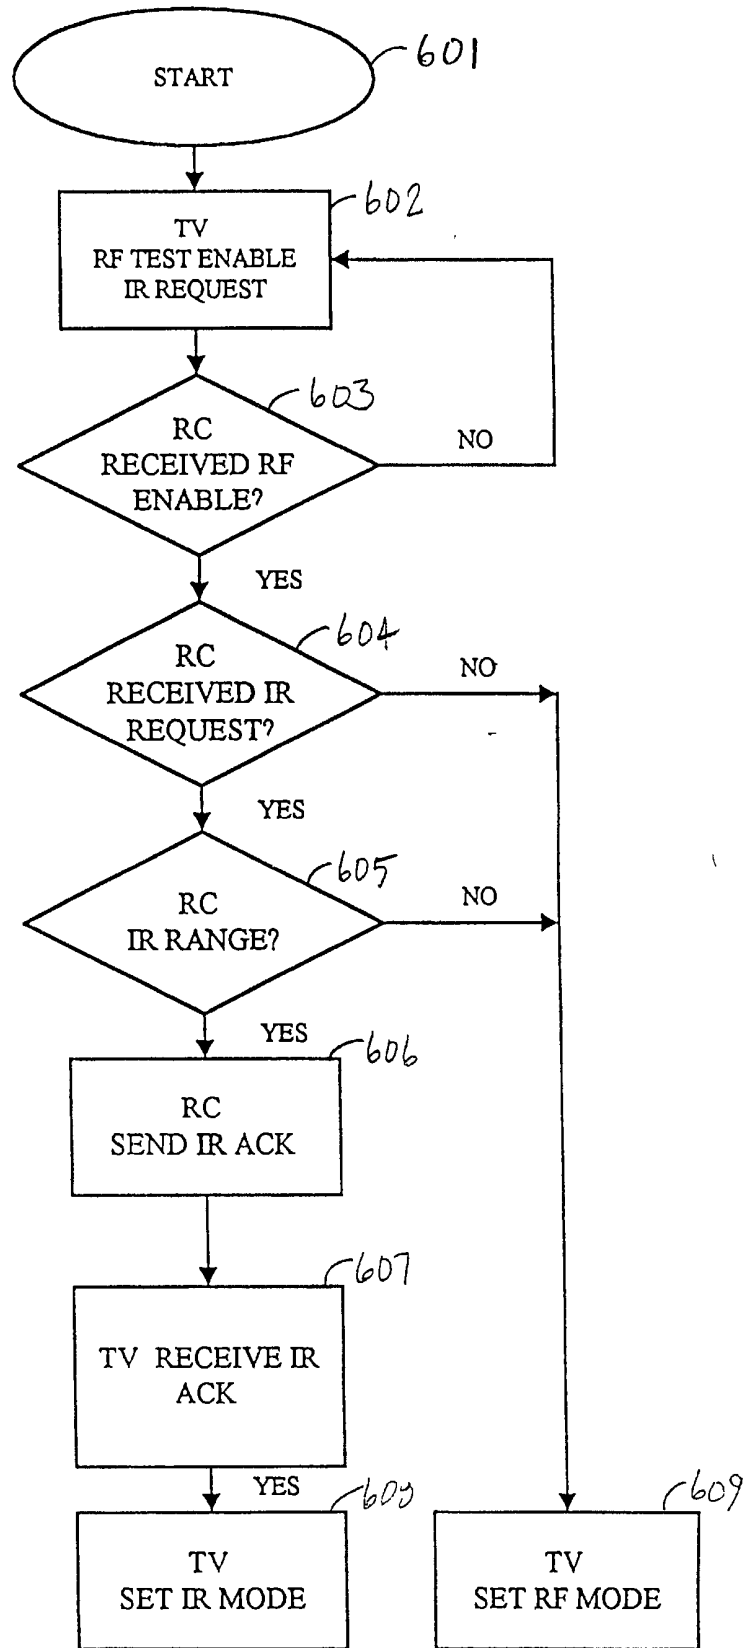 START
601
602
TV
RF TEST ENABLE
IR REQUEST
603
RC
RECEIVED RF
ENABLE?
NO
YES
604
RC
RECEIVED IR
REQUEST?
NO
YES
605
RC
IR RANGE?
NO
YES
606
RC
SEND IR ACK
607
TV RECEIVE IR
ACK
YES
609
TV
SET IR MODE
TV
SET RF MODE